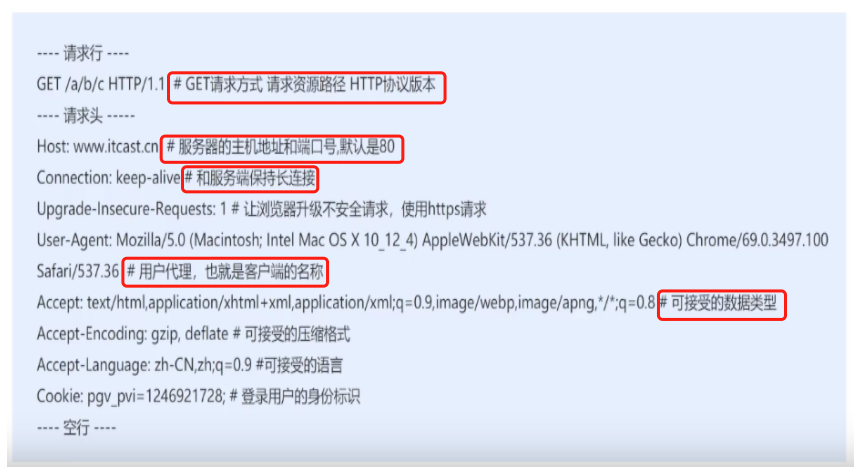 ---- 请求行 ----
GET /a/b/c HTTP/1.1 # GET请求方式 请求资源路径 HTTP协议版本
---- 请求头 -----
Host: www.itcast.cn # 服务器的主机地址和端口号,默认是80
Connection: keep-alive # 和服务端保持长连接
Upgrade-Insecure-Requests: 1 # 让浏览器升级不安全请求，使用https请求
User-Agent: Mozilla/5.0 (Macintosh; Intel Mac OS X 10_12_4) AppleWebKit/537.36 (KHTML, like Gecko) Chrome/69.0.3497.100
Safari/537.36 # 用户代理，也就是客户端的名称
Accept: text/html,application/xhtml+xml,application/xml;q=0.9,image/webp,image/apng,*/*;q=0.8 # 可接受的数据类型
Accept-Encoding: gzip, deflate # 可接受的压缩格式
Accept-Language: zh-CN,zh;q=0.9 #可接受的语言
Cookie: pgv_pvi=1246921728; # 登录用户的身份标识
---- 空行 ----